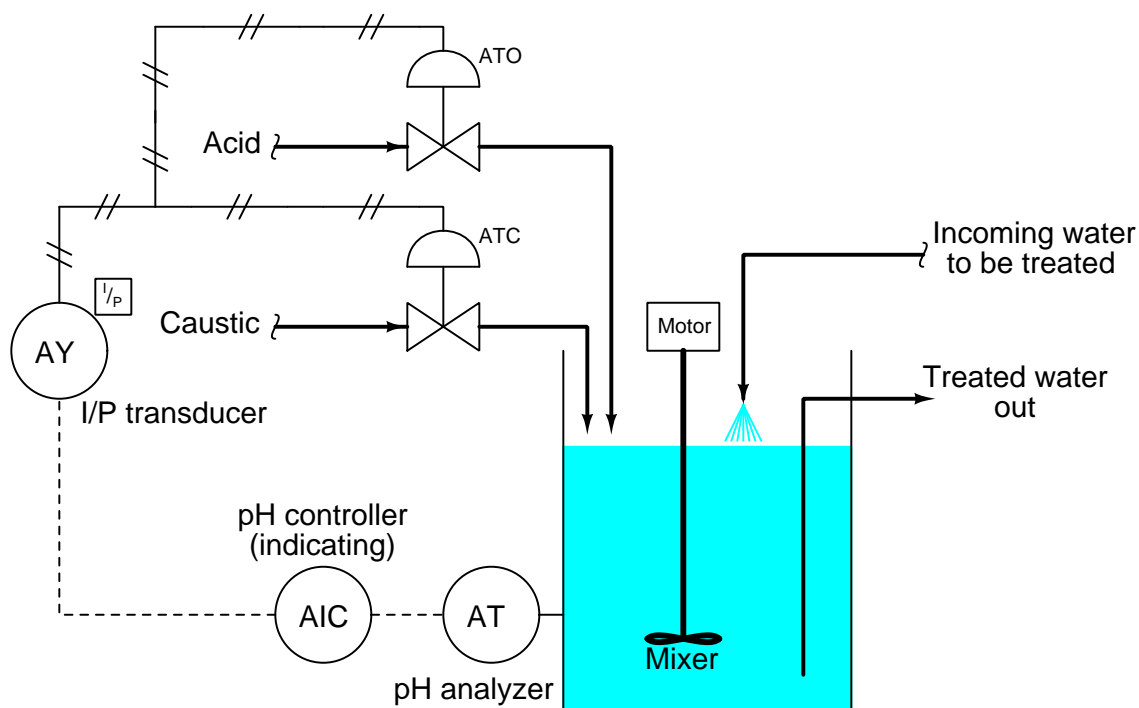 ATO
Acid
ATC
Caustic
I/P
AY
I/P transducer
Incoming water
to be treated
Motor
Treated water
out
pH controller
(indicating)
AIC
AT
Mixer
pH analyzer